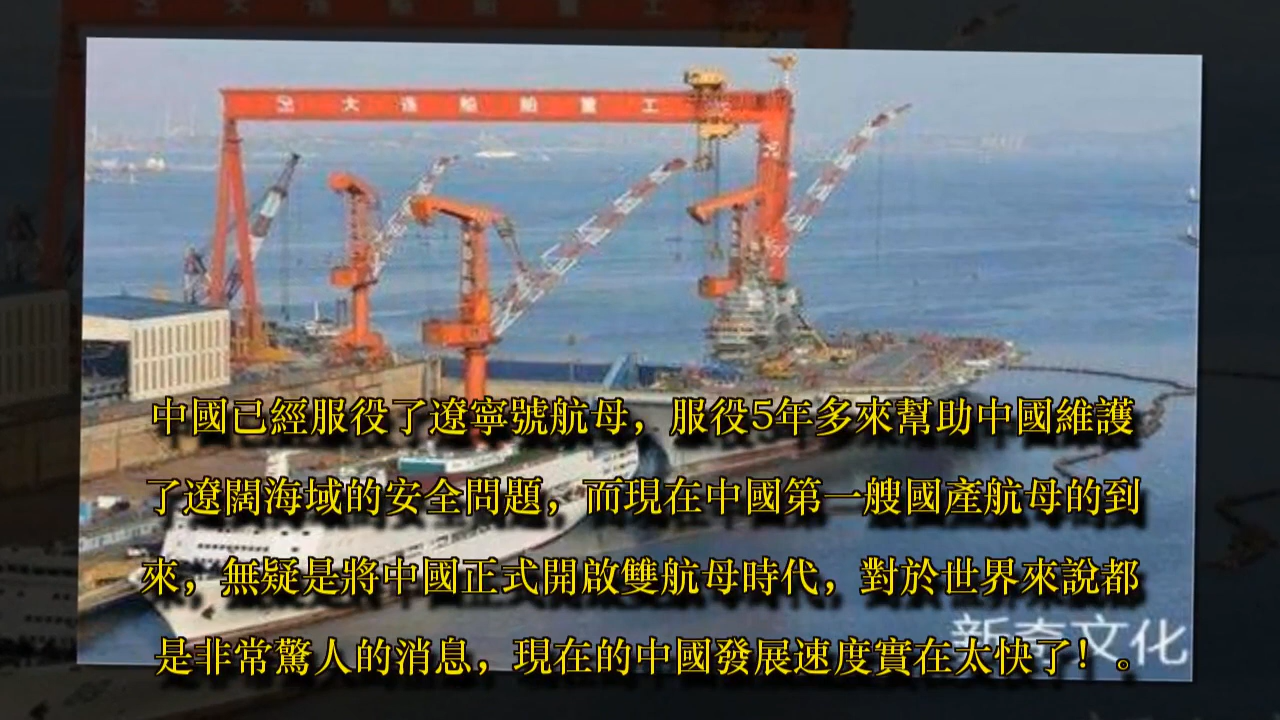 大连船舶重工
中國已經服役了遼寧號航母，服役5年多來幫助中國維護
了遼闊海域的安全問題，而現在中國第一艘國產航母的到
來，無疑是將中國正式開啟雙航母時代，對於世界來說都
是非常驚人的消息，現在的中國發展速度實在太快了！。
新奇文化